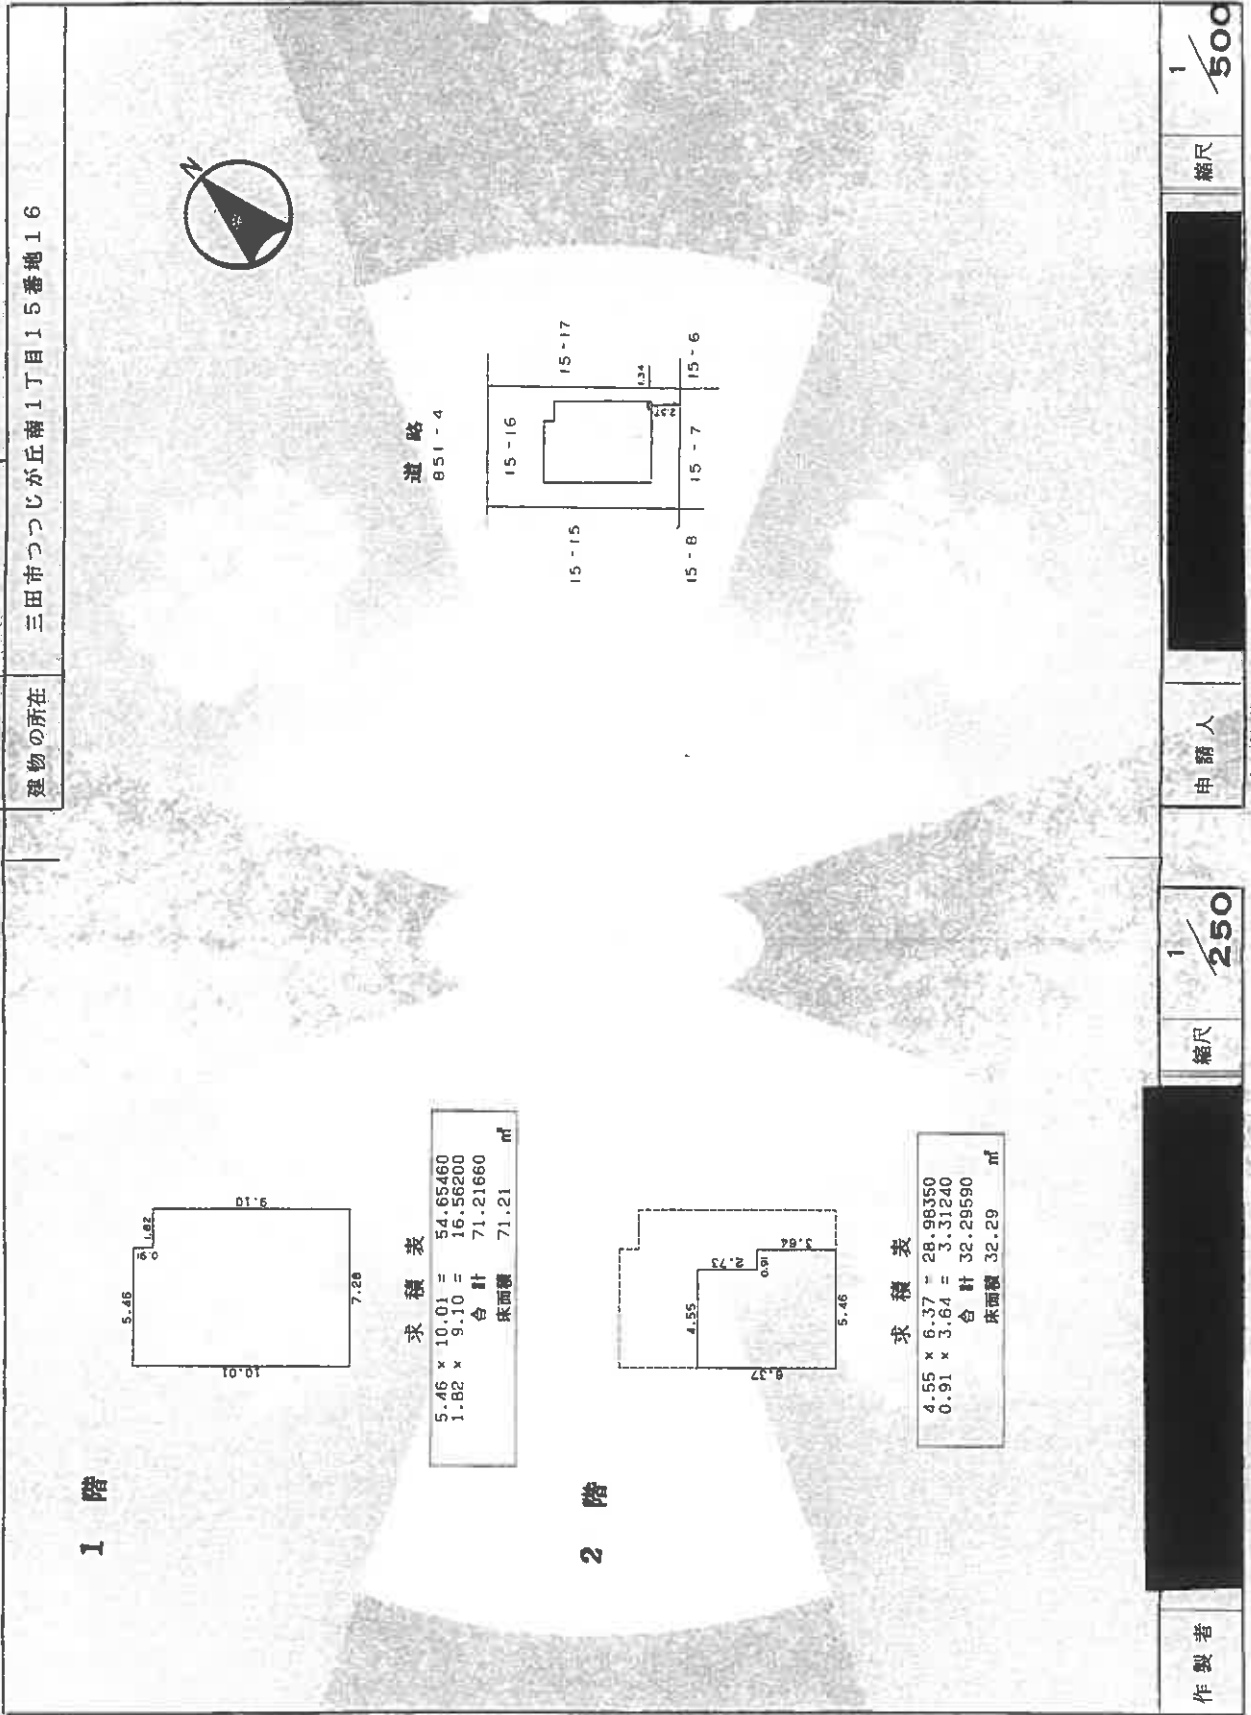 建物の所在
三田市つつじが丘南1丁目15番地16
1 階
5.46
0.91
1.82
9.10
10.01
7.28
求積表
5.46 × 10.01 = 54.65460
1.82 × 9.10 = 16.56200
合計 71.21660
床面積 71.21 ㎡
2 階
4.55
2.73
0.91
3.64
6.37
5.46
求積表
4.55 × 6.37 = 28.98350
0.91 × 3.64 = 3.31240
合計 32.29590
床面積 32.29 ㎡
N
道路
851-4
15-16
15-17
15-15
1.34
15-6
15-7
15-8
作製者
縮尺
1/250
申請人
縮尺
1/500